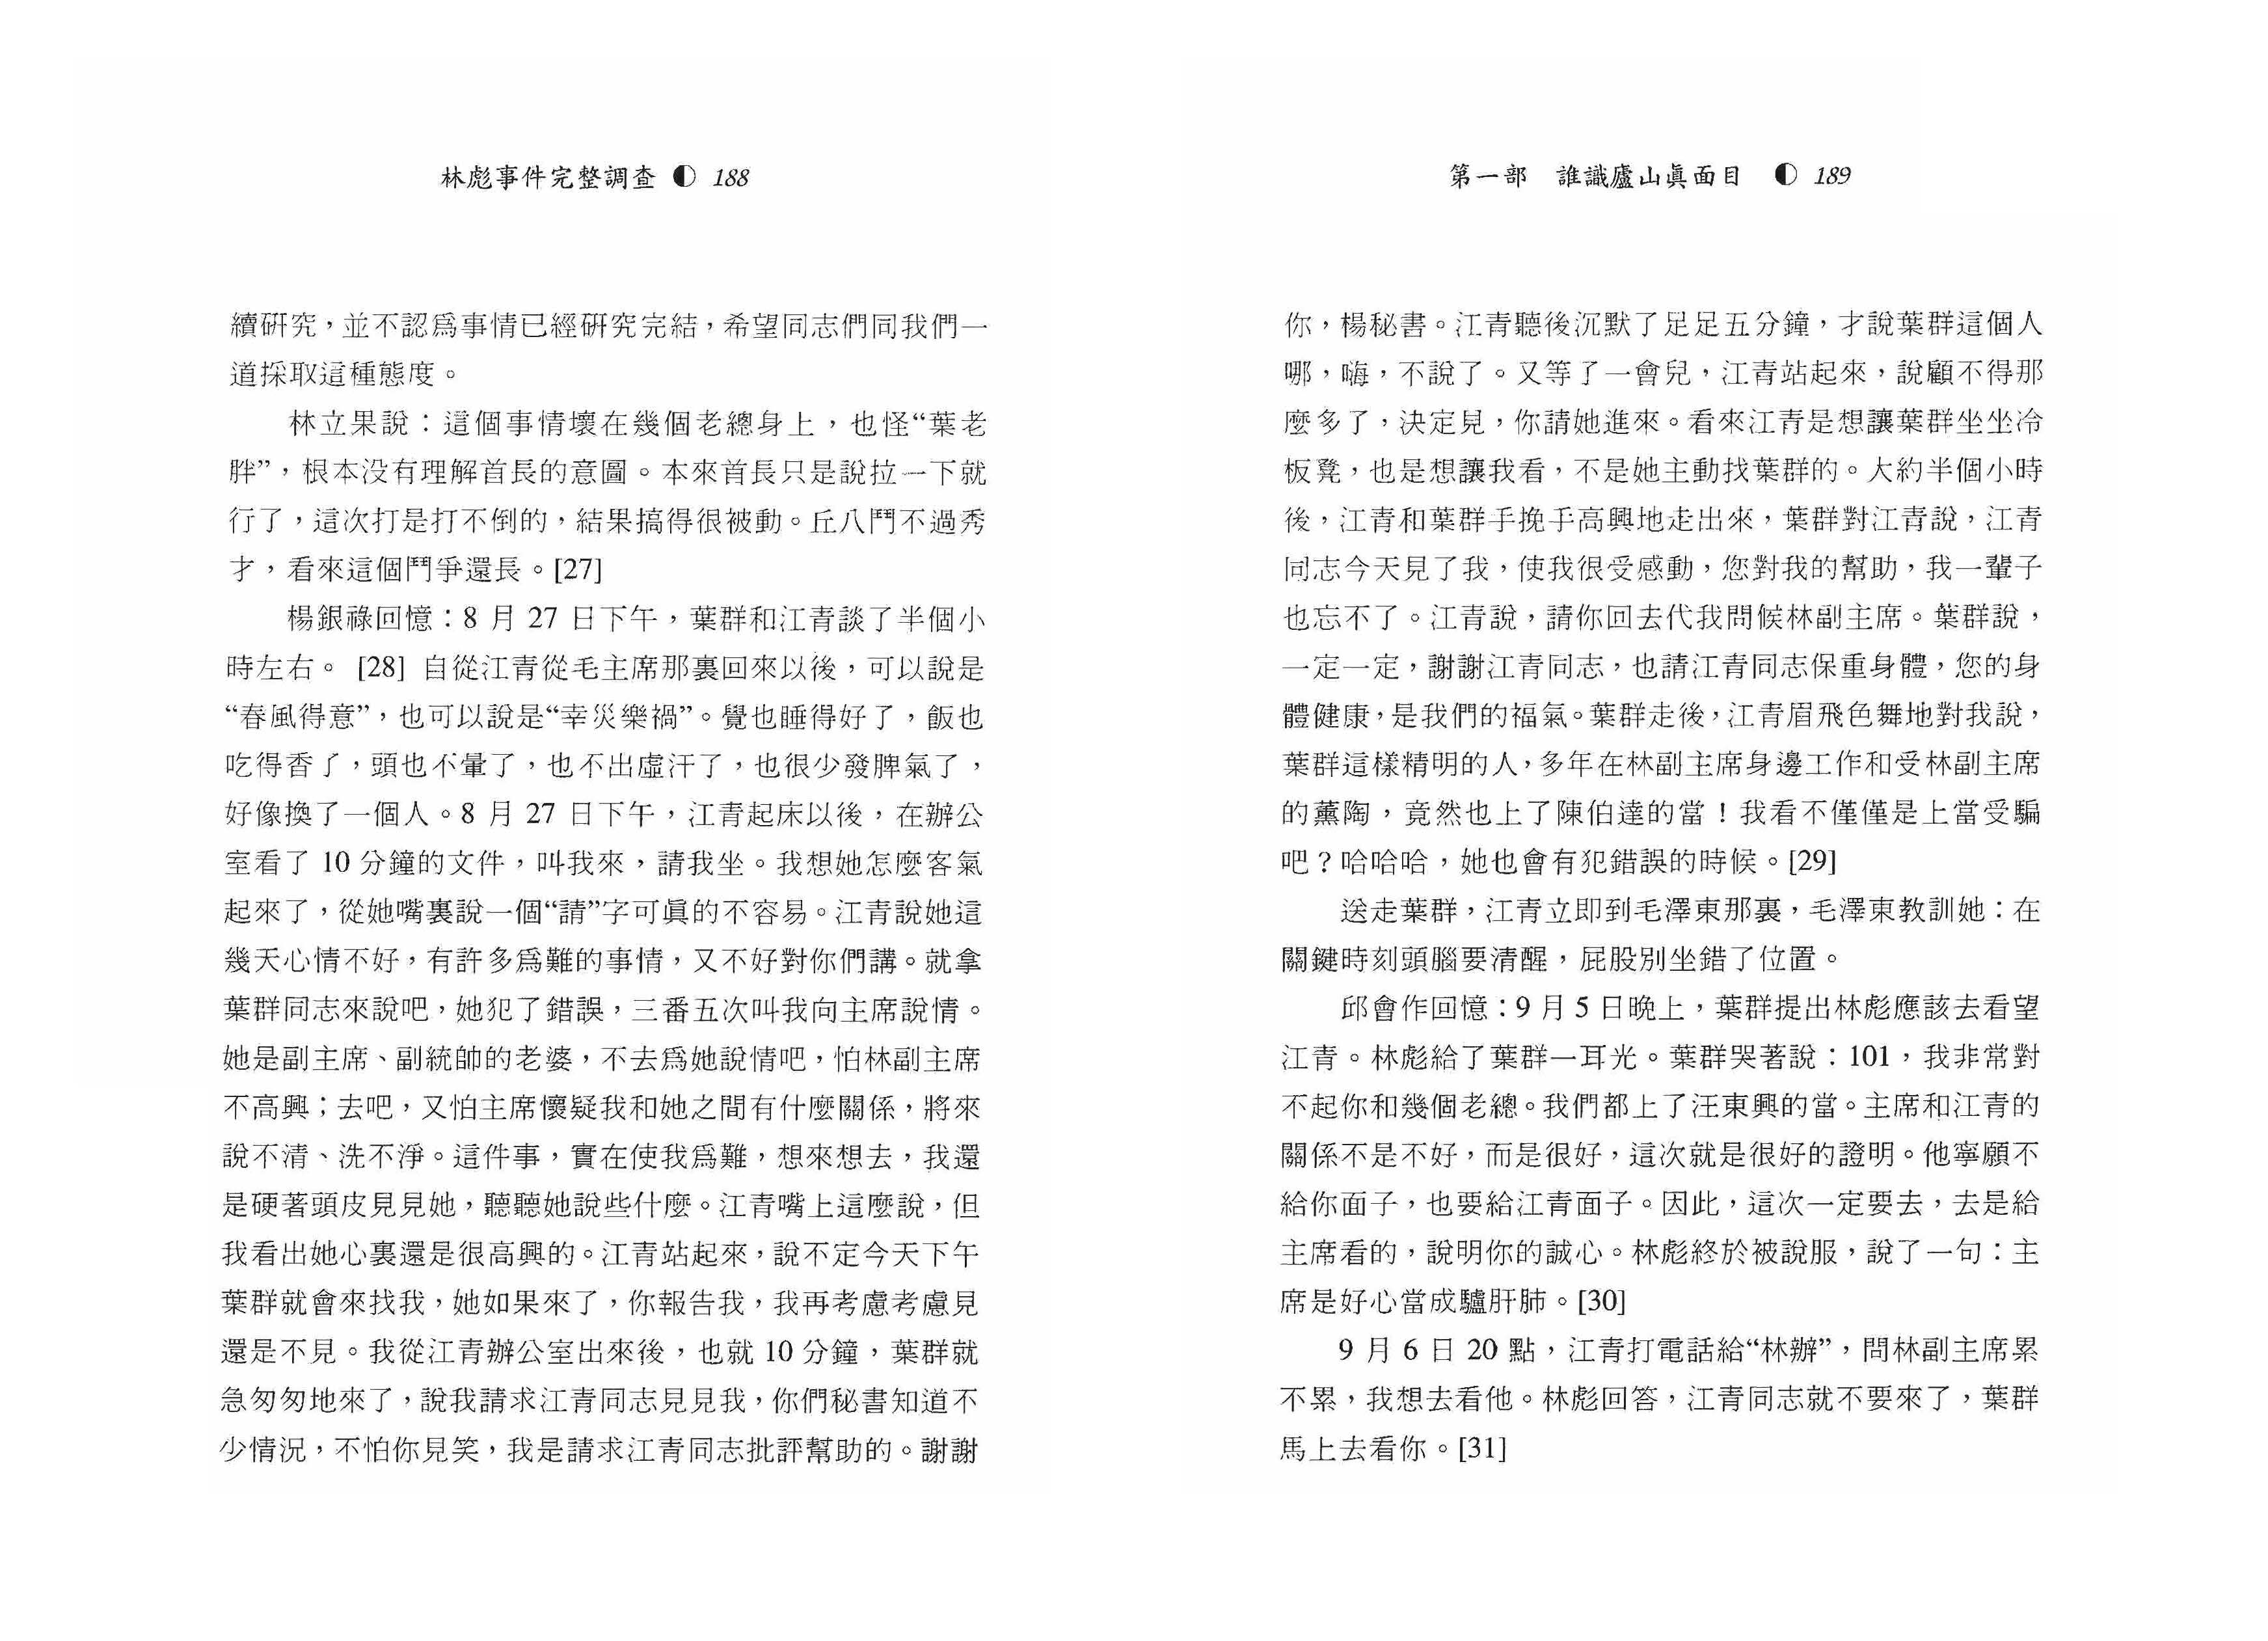 林彪事件完整調查 ◐ 188
續研究，並不認爲事情已經研究完結，希望同志們同我們一
道採取這種態度。
林立果說：這個事情壞在幾個老總身上，也怪“葉老
胖”，根本没有理解首長的意圖。本來首長只是說拉一下就
行了，這次打是打不倒的，結果搞得很被動。丘八鬥不過秀
才，看來這個鬥爭還長。[27]
楊銀祿回憶：8 月 27 日下午，葉群和江青談了半個小
時左右。 [28] 自從江青從毛主席那裏回來以後，可以說是
“春風得意”，也可以說是“幸災樂禍”。覺也睡得好了，飯也
吃得香了，頭也不暈了，也不出虛汗了，也很少發脾氣了，
好像換了一個人。8 月 27 日下午，江青起床以後，在辦公
室看了 10 分鐘的文件，叫我來，請我坐。我想她怎麼客氣
起來了，從她嘴裏說一個“請”字可眞的不容易。江青說她這
幾天心情不好，有許多爲難的事情，又不好對你們講。就拿
葉群同志來說吧，她犯了錯誤，三番五次叫我向主席說情。
她是副主席、副統帥的老婆，不去爲她說情吧，怕林副主席
不高興；去吧，又怕主席懷疑我和她之間有什麼關係，將來
說不清、洗不淨。這件事，實在使我爲難，想來想去，我還
是硬著頭皮見見她，聽聽她說些什麼。江青嘴上這麼說，但
我看出她心裏還是很高興的。江青站起來，說不定今天下午
葉群就會來找我，她如果來了，你報告我，我再考慮考慮見
還是不見。我從江青辦公室出來後，也就 10 分鐘，葉群就
急匆匆地來了，說我請求江青同志見見我，你們秘書知道不
少情況，不怕你見笑，我是請求江青同志批評幫助的。謝謝
第一部 誰識廬山眞面目 ◐ 189
你，楊秘書。江青聽後沉默了足足五分鐘，才說葉群這個人
哪，嗨，不說了。又等了一會兒，江青站起來，說顧不得那
麼多了，決定見，你請她進來。看來江青是想讓葉群坐坐冷
板凳，也是想讓我看，不是她主動找葉群的。大約半個小時
後，江青和葉群手挽手高興地走出來，葉群對江青說，江青
同志今天見了我，使我很受感動，您對我的幫助，我一輩子
也忘不了。江青說，請你回去代我問候林副主席。葉群說，
一定一定，謝謝江青同志，也請江青同志保重身體，您的身
體健康，是我們的福氣。葉群走後，江青眉飛色舞地對我說，
葉群這樣精明的人，多年在林副主席身邊工作和受林副主席
的薰陶，竟然也上了陳伯達的當！我看不僅僅是上當受騙
吧？哈哈哈，她也會有犯錯誤的時候。[29]
送走葉群，江青立即到毛澤東那裏，毛澤東教訓她：在
關鍵時刻頭腦要清醒，屁股別坐錯了位置。
邱會作回憶：9 月 5 日晚上，葉群提出林彪應該去看望
江青。林彪給了葉群一耳光。葉群哭著說：101，我非常對
不起你和幾個老總。我們都上了汪東興的當。主席和江青的
關係不是不好，而是很好，這次就是很好的證明。他寧願不
給你面子，也要給江青面子。因此，這次一定要去，去是給
主席看的，說明你的誠心。林彪終於被說服，說了一句：主
席是好心當成驢肝肺。[30]
9 月 6 日 20 點，江青打電話給“林辦”，問林副主席累
不累，我想去看他。林彪回答，江青同志就不要來了，葉群
馬上去看你。[31]